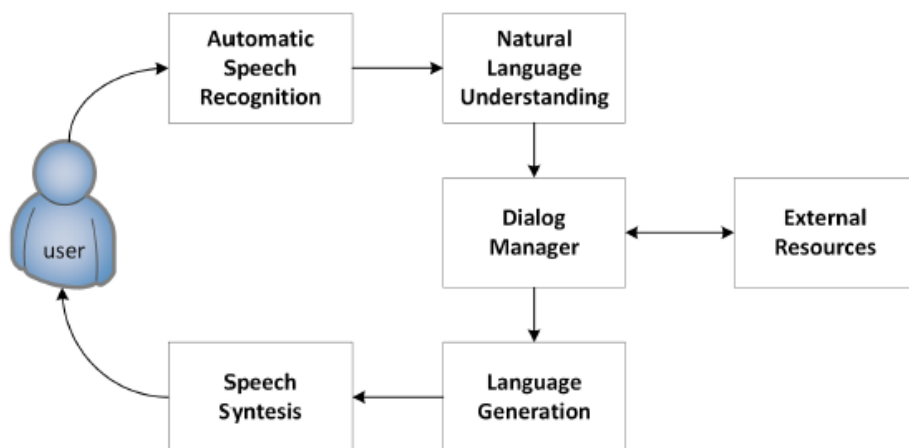 Automatic
Speech
Recognition
Natural
Language
Understanding
user
Dialog
Manager
External
Resources
Speech
Syntesis
Language
Generation